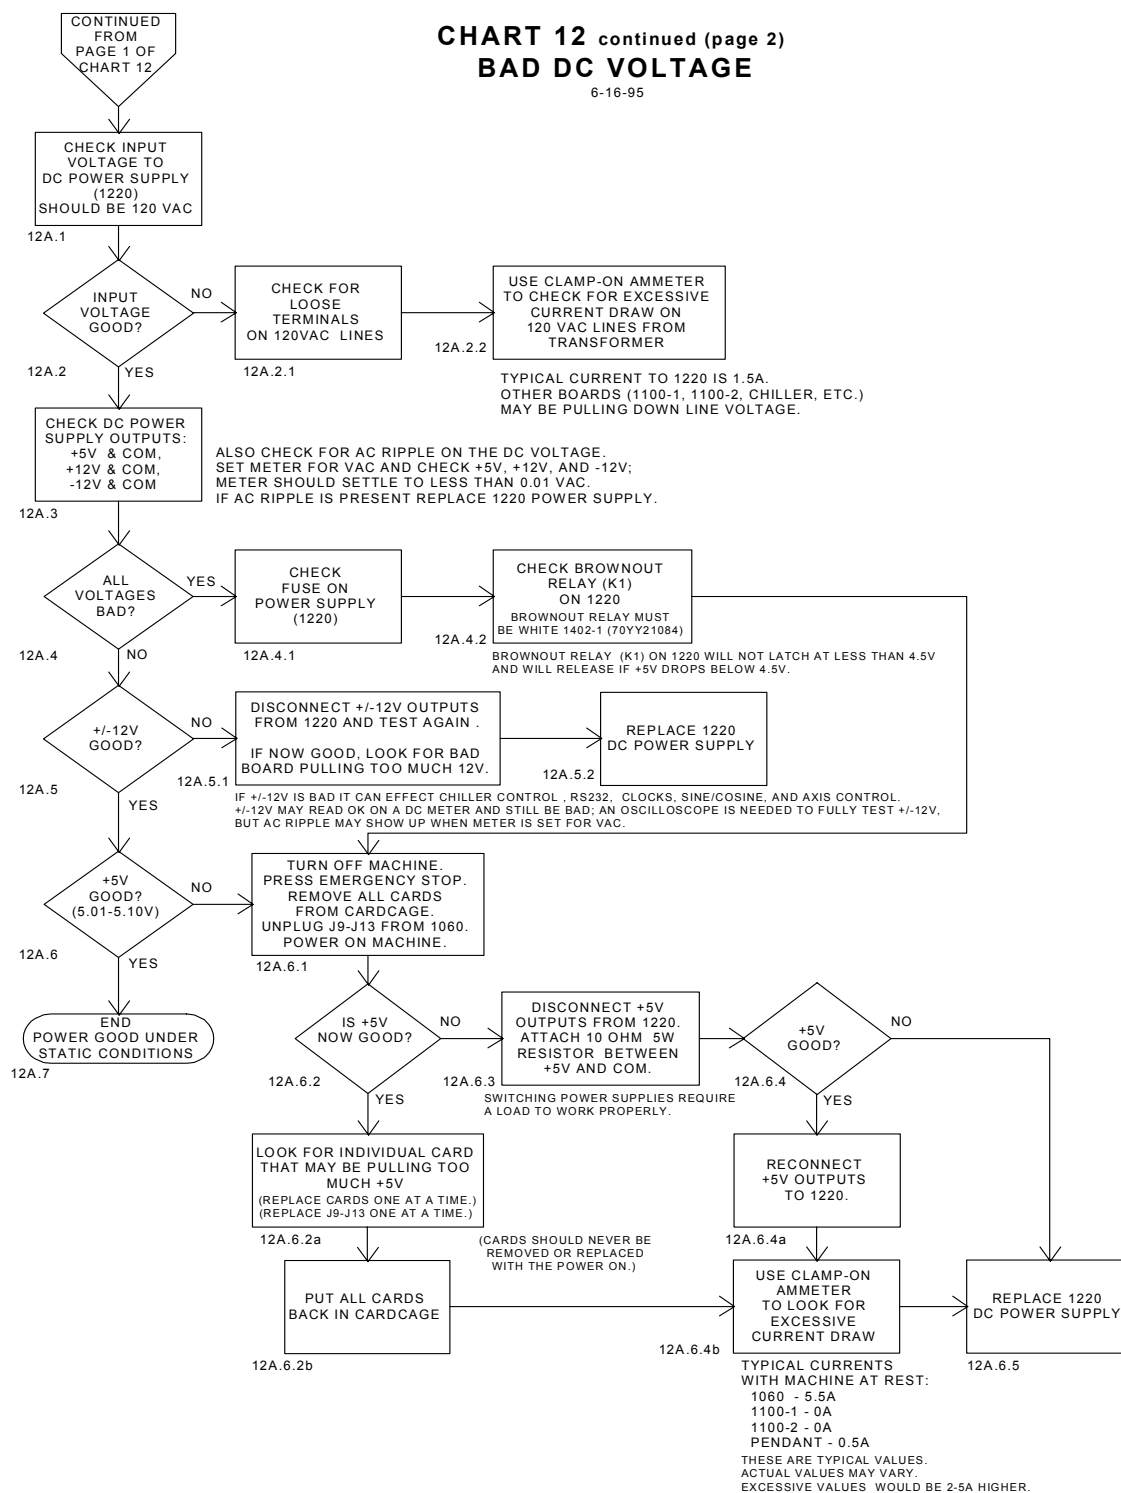 CONTINUED
FROM
PAGE 1 OF
CHART 12
CHART 12 continued (page 2)
BAD DC VOLTAGE
6-16-95
CHECK INPUT
VOLTAGE TO
DC POWER SUPPLY
(1220)
SHOULD BE 120 VAC
12A.1
INPUT
VOLTAGE
GOOD?
NO
12A.2
YES
CHECK FOR
LOOSE
TERMINALS
ON 120VAC LINES
12A.2.1
USE CLAMP-ON AMMETER
TO CHECK FOR EXCESSIVE
CURRENT DRAW ON
120 VAC LINES FROM
TRANSFORMER
12A.2.2
TYPICAL CURRENT TO 1220 IS 1.5A.
OTHER BOARDS (1100-1, 1100-2, CHILLER, ETC.)
MAY BE PULLING DOWN LINE VOLTAGE.
CHECK DC POWER
SUPPLY OUTPUTS:
+5V & COM,
+12V & COM,
-12V & COM
12A.3
ALSO CHECK FOR AC RIPPLE ON THE DC VOLTAGE.
SET METER FOR VAC AND CHECK +5V, +12V, AND -12V;
METER SHOULD SETTLE TO LESS THAN 0.01 VAC.
IF AC RIPPLE IS PRESENT REPLACE 1220 POWER SUPPLY.
ALL
VOLTAGES
BAD?
YES
12A.4
NO
CHECK
FUSE ON
POWER SUPPLY
(1220)
12A.4.1
CHECK BROWNOUT
RELAY (K1)
ON 1220
BROWNOUT RELAY MUST
BE WHITE 1402-1 (70YY21084)
12A.4.2
BROWNOUT RELAY (K1) ON 1220 WILL NOT LATCH AT LESS THAN 4.5V
AND WILL RELEASE IF +5V DROPS BELOW 4.5V.
+/-12V
GOOD?
NO
12A.5
YES
DISCONNECT +/-12V OUTPUTS
FROM 1220 AND TEST AGAIN .
IF NOW GOOD, LOOK FOR BAD
BOARD PULLING TOO MUCH 12V.
12A.5.1
REPLACE 1220
DC POWER SUPPLY
12A.5.2
IF +/-12V IS BAD IT CAN EFFECT CHILLER CONTROL , RS232, CLOCKS, SINE/COSINE, AND AXIS CONTROL.
+/-12V MAY READ OK ON A DC METER AND STILL BE BAD; AN OSCILLOSCOPE IS NEEDED TO FULLY TEST +/-12V,
BUT AC RIPPLE MAY SHOW UP WHEN METER IS SET FOR VAC.
+5V
GOOD?
(5.01-5.10V)
NO
12A.6
YES
TURN OFF MACHINE.
PRESS EMERGENCY STOP.
REMOVE ALL CARDS
FROM CARDCAGE.
UNPLUG J9-J13 FROM 1060.
POWER ON MACHINE.
12A.6.1
END
POWER GOOD UNDER
STATIC CONDITIONS
12A.7
IS +5V
NOW GOOD?
NO
12A.6.2
YES
DISCONNECT +5V
OUTPUTS FROM 1220.
ATTACH 10 OHM 5W
RESISTOR BETWEEN
+5V AND COM.
12A.6.3
SWITCHING POWER SUPPLIES REQUIRE
A LOAD TO WORK PROPERLY.
+5V
GOOD?
NO
12A.6.4
YES
LOOK FOR INDIVIDUAL CARD
THAT MAY BE PULLING TOO
MUCH +5V
(REPLACE CARDS ONE AT A TIME.)
(REPLACE J9-J13 ONE AT A TIME.)
12A.6.2a
RECONNECT
+5V OUTPUTS
TO 1220.
12A.6.4a
(CARDS SHOULD NEVER BE
REMOVED OR REPLACED
WITH THE POWER ON.)
PUT ALL CARDS
BACK IN CARDCAGE
12A.6.2b
USE CLAMP-ON
AMMETER
TO LOOK FOR
EXCESSIVE
CURRENT DRAW
12A.6.4b
REPLACE 1220
DC POWER SUPPLY
12A.6.5
TYPICAL CURRENTS
WITH MACHINE AT REST:
1060 - 5.5A
1100-1 - 0A
1100-2 - 0A
PENDANT - 0.5A
THESE ARE TYPICAL VALUES.
ACTUAL VALUES MAY VARY.
EXCESSIVE VALUES WOULD BE 2-5A HIGHER.